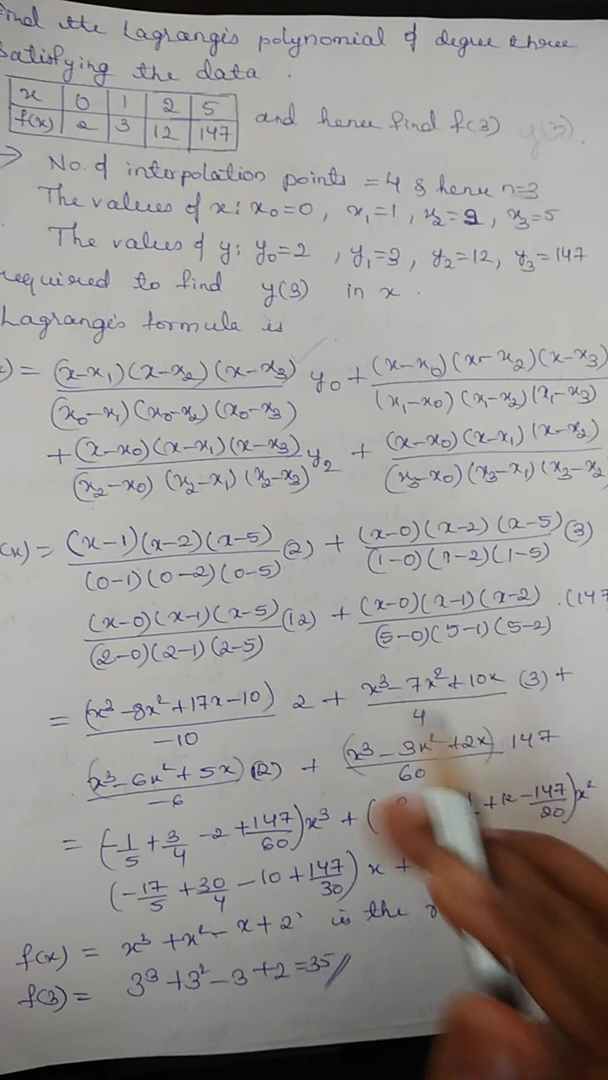 Find the Lagrangis polynomial of degree three
Satisfying the data.
x 0 1 2 5
f(x) 2 3 12 147 and hence find f(3) y(3).
→ No. of interpolation points = 4 & hence n=3
The values of x: x₀=0, x₁=1, x₂=2, x₃=5
The values of y: y₀=2, y₁=3, y₂=12, y₃=147
required to find y(3) in x.
Lagrangis formula is
) = (x-x₁)(x-x₂)(x-x₃)/(x₀-x₁)(x₀-x₂)(x₀-x₃) y₀ + (x-x₀)(x-x₂)(x-x₃)/(x₁-x₀)(x₁-x₂)(x₁-x₃)
+ (x-x₀)(x-x₁)(x-x₃)/(x₂-x₀)(x₂-x₁)(x₂-x₃) y₂ + (x-x₀)(x-x₁)(x-x₂)/(x₃-x₀)(x₃-x₁)(x₃-x₂
(x) = (x-1)(x-2)(x-5)/(0-1)(0-2)(0-5) (2) + (x-0)(x-2)(x-5)/(1-0)(1-2)(1-5) (3)
(x-0)(x-1)(x-5)/(2-0)(2-1)(2-5) (12) + (x-0)(x-1)(x-2)/(5-0)(5-1)(5-2) .(147
= (x³-8x²+17x-10)/-10 2 + x³-7x²+10x/4 (3) +
(x³-6x²+5x)/-6 (12) + (x³-3x²+2x)/60 147
= (-1/5 + 3/4 -2 + 147/60)x³ + ( + 12 - 147/20)x²
(-17/5 + 30/4 - 10 + 147/30) x +
f(x) = x³ + x² - x + 2 is the
f(3) = 3³ + 3² - 3 + 2 = 35 //